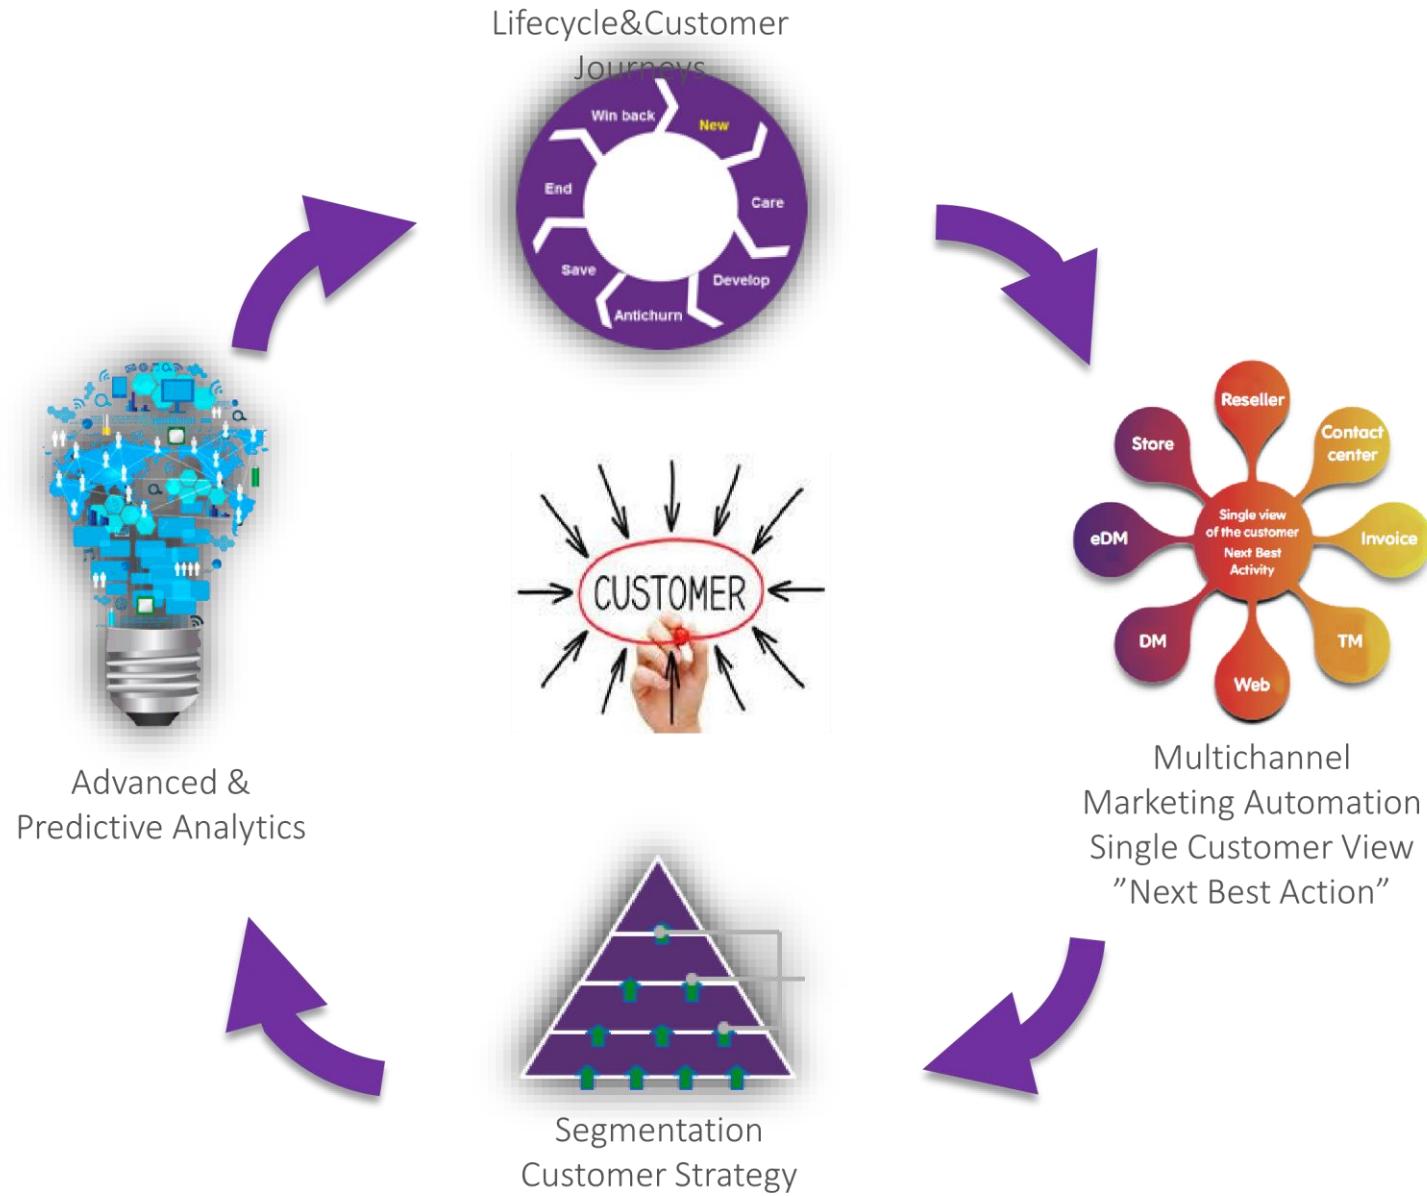 Lifecycle&Customer
Journeys
Win back
New
End
Care
Save
Develop
Antichurn
Reseller
Store
Contact
center
eDM
Single view
of the customer
Next Best
Activity
Invoice
DM
TM
Web
CUSTOMER
Advanced &
Predictive Analytics
Multichannel
Marketing Automation
Single Customer View
”Next Best Action”
Segmentation
Customer Strategy